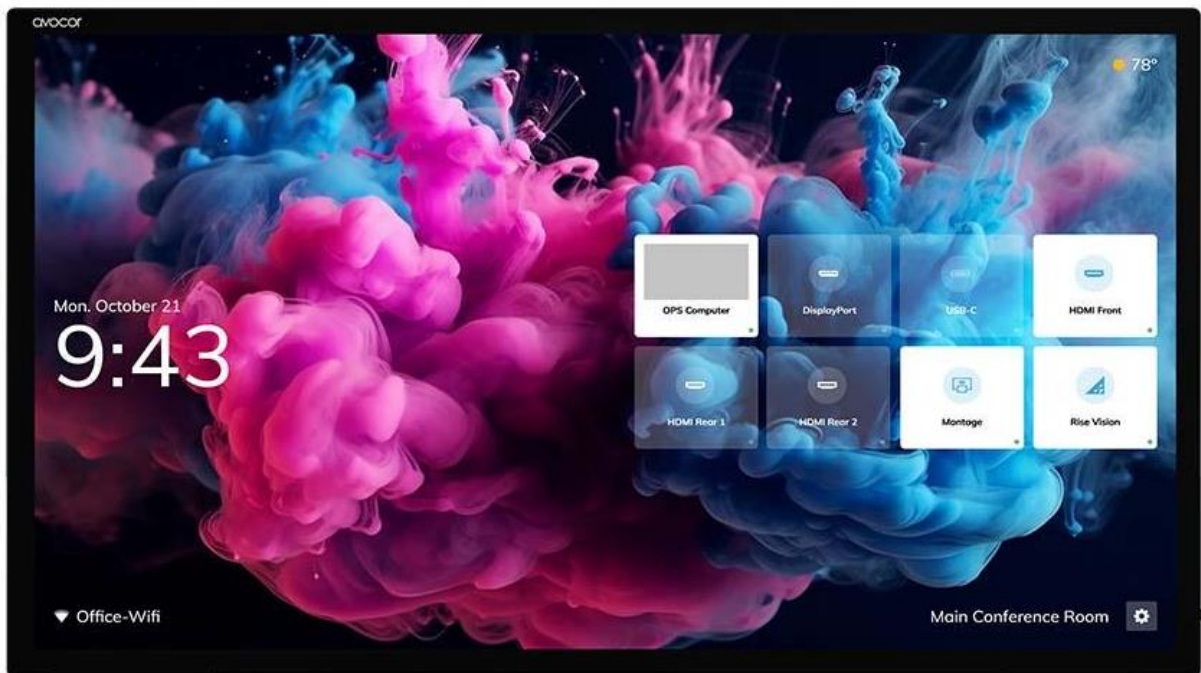 avocor
78°
Mon. October 21
9:43
OPS Computer
DisplayPort
USB-C
HDMI Front
HDMI Rear 1
HDMI Rear 2
Montage
Rise Vision
Office-Wifi
Main Conference Room